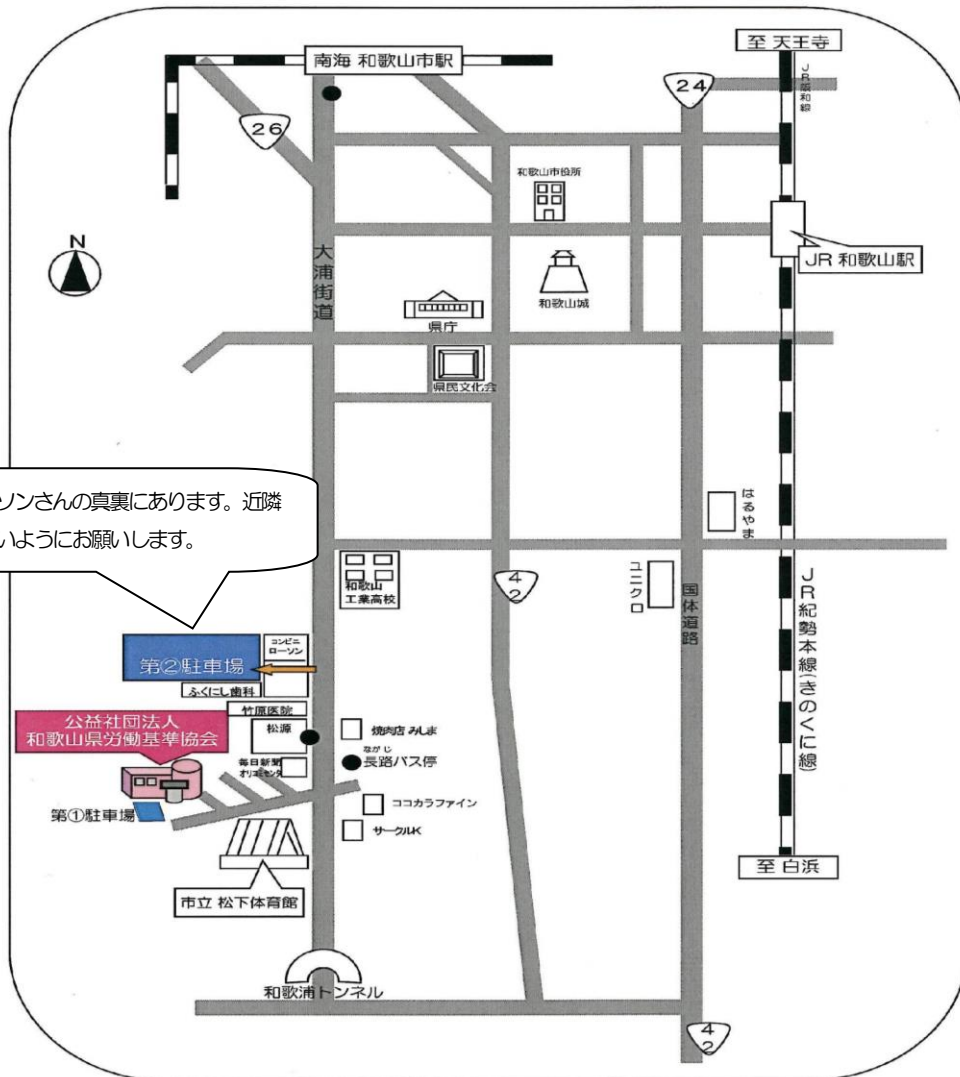 至 天王寺
南海 和歌山市駅
JR阪和線
24
26
和歌山市役所
N
大浦街道
JR 和歌山駅
和歌山城
県庁
県民文化会
ソンさんの真裏にあります。近隣
いようにお願いします。
はるやま
和歌山
工業高校
42
ユニクロ
国体道路
JR紀勢本線(きのくに線)
コンビニ
ローソン
第②駐車場
ふくにし歯科
竹原医院
公益社団法人
和歌山県労働基準協会
松源
焼肉店 みしま
ながじ
長路バス停
毎日新聞
第①駐車場
ココカラファイン
サークルK
至 白浜
市立 松下体育館
和歌浦トンネル
42